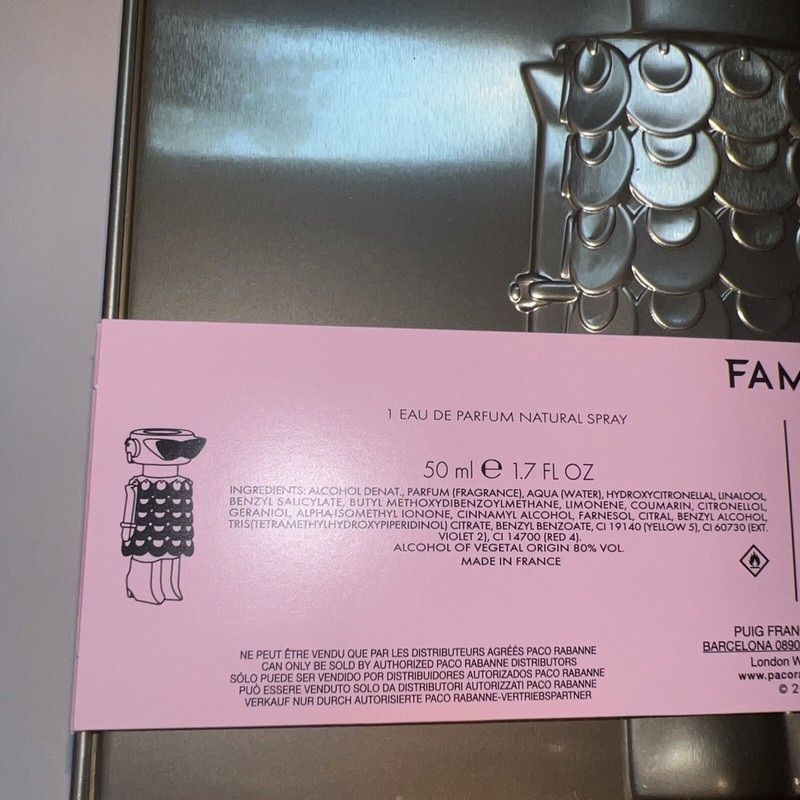 FAM
1 EAU DE PARFUM NATURAL SPRAY
50 ml ℮ 1.7 FL OZ
INGREDIENTS: ALCOHOL DENAT., PARFUM (FRAGRANCE), AQUA (WATER), HYDROXYCITRONELLAL, LINALOOL,
BENZYL SALICYLATE, BUTYL METHOXYDIBENZOYLMETHANE, LIMONENE, COUMARIN, CITRONELLOL,
GERANIOL, ALPHA-ISOMETHYL IONONE, CINNAMYL ALCOHOL, FARNESOL, CITRAL, BENZYL ALCOHOL,
TRIS(TETRAMETHYLHYDROXYPIPERIDINOL) CITRATE, BENZYL BENZOATE, CI 19140 (YELLOW 5), CI 60730 (EXT.
VIOLET 2), CI 14700 (RED 4).
ALCOHOL OF VEGETAL ORIGIN 80% VOL.
MADE IN FRANCE
NE PEUT ÊTRE VENDU QUE PAR LES DISTRIBUTEURS AGRÉÉS PACO RABANNE
CAN ONLY BE SOLD BY AUTHORIZED PACO RABANNE DISTRIBUTORS
SÓLO PUEDE SER VENDIDO POR DISTRIBUIDORES AUTORIZADOS PACO RABANNE
PUÒ ESSERE VENDUTO SOLO DA DISTRIBUTORI AUTORIZZATI PACO RABANNE
VERKAUF NUR DURCH AUTORISIERTE PACO RABANNE-VERTRIEBSPARTNER
PUIG FRAN
BARCELONA 0890
London W
www.pacora
© 2